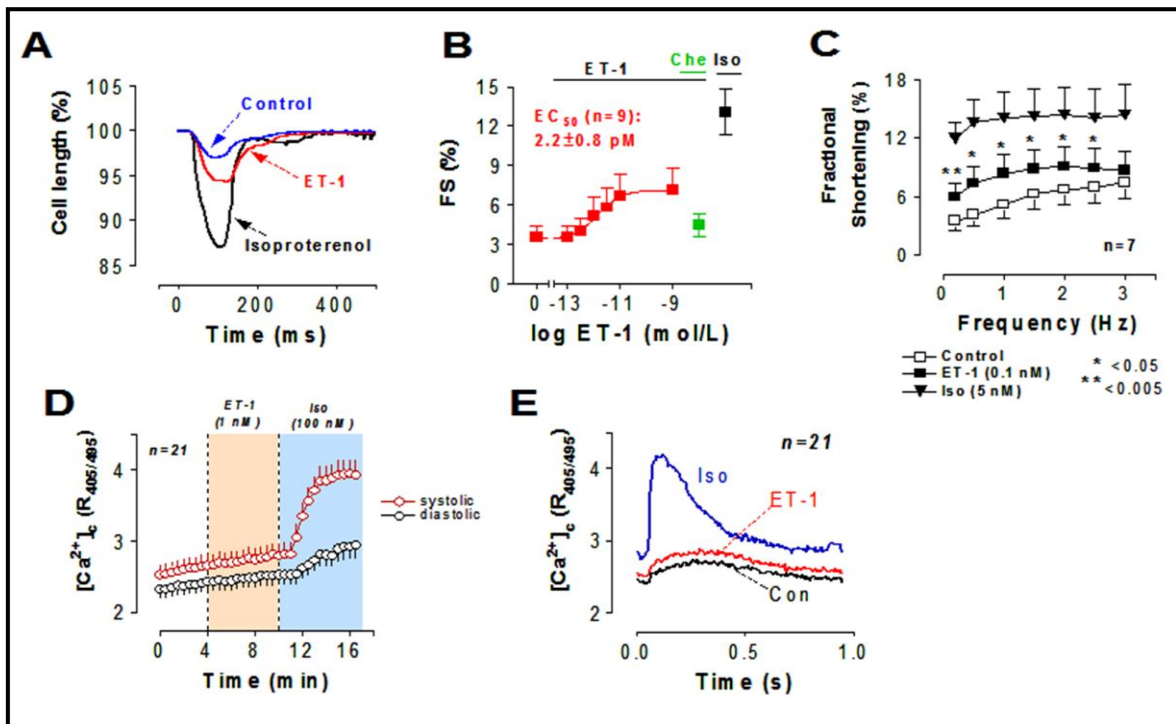 A
Cell length (%)
105
100
95
90
85
Control
ET-1
Isoproterenol
0 200 400
Time (ms)
B
FS (%)
15
12
9
6
3
0
ET-1
Che
Iso
EC50 (n=9):
2.2±0.8 pM
0 -13 -11 -9
log ET-1 (mol/L)
C
Fractional
Shortening (%)
18
12
6
0
** * * * * *
n=7
0 1 2 3
Frequency (Hz)
Control
ET-1 (0.1 nM)
Iso (5 nM)
* <0.05
** <0.005
D
[Ca2+]c (R405/495)
4
3
2
n=21
ET-1
(1 nM)
Iso
(100 nM)
systolic
diastolic
0 4 8 12 16
Time (min)
E
[Ca2+]c (R405/495)
4
3
2
n=21
Iso
ET-1
Con
0.0 0.5 1.0
Time (s)